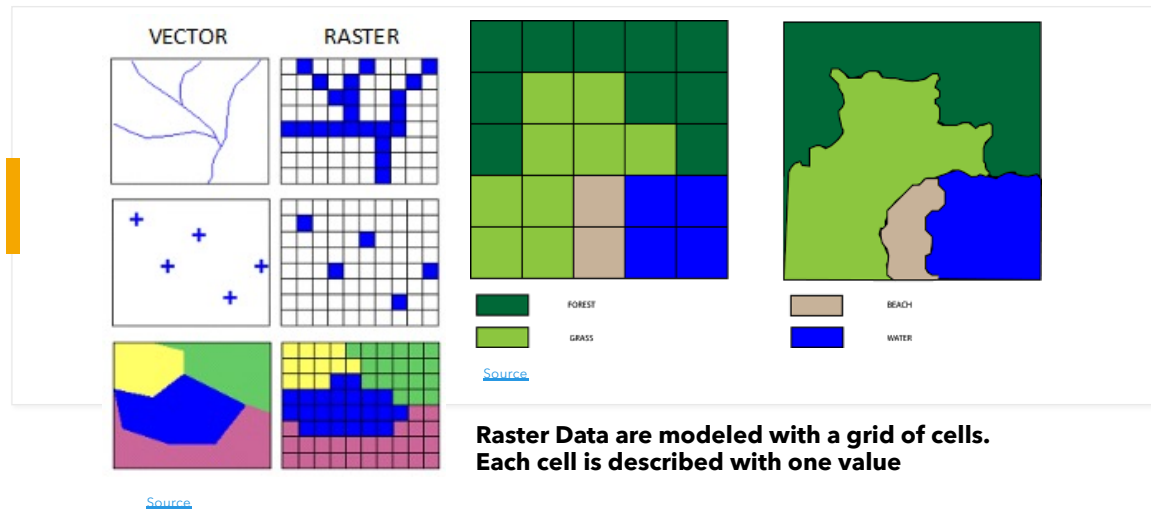 VECTOR
RASTER
FOREST
GRASS
BEACH
WATER
Source
Raster Data are modeled with a grid of cells.
Each cell is described with one value
Source